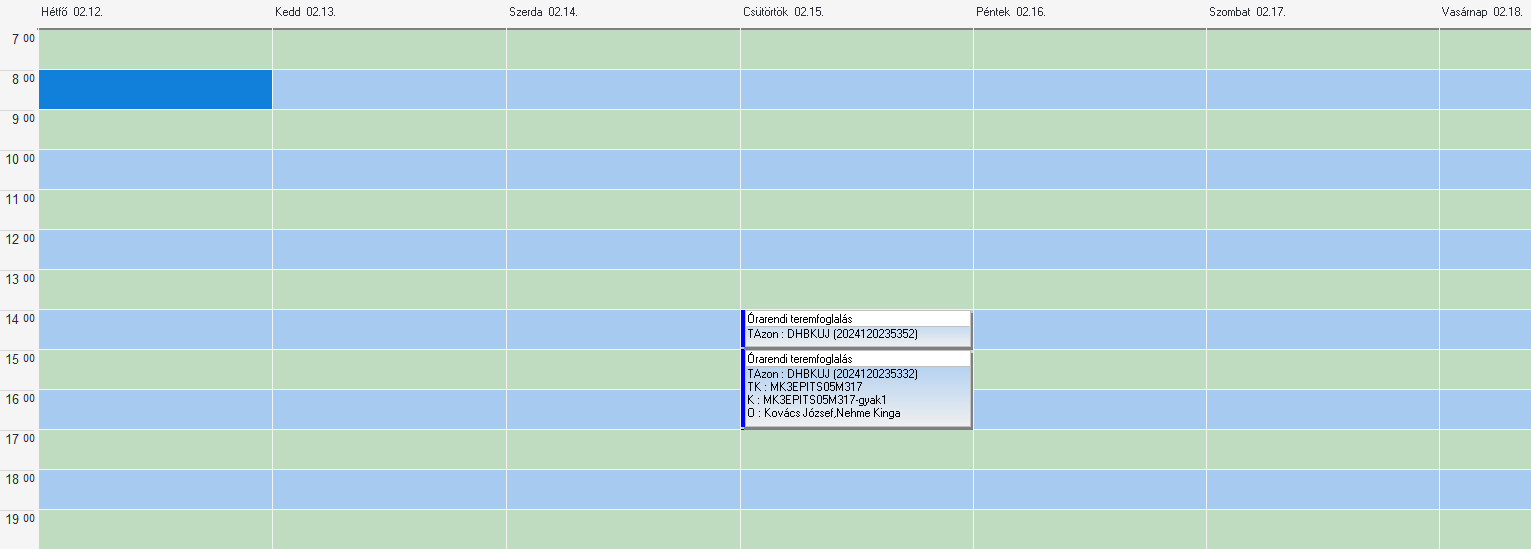 Hétfő 02.12. Kedd 02.13. Szerda 02.14. Csütörtök 02.15. Péntek 02.16. Szombat 02.17. Vasárnap 02.18.
7 00
8 00
9 00
10 00
11 00
12 00
13 00
14 00
Órarendi teremfoglalás
TAzon : DHBKUJ (2024120235352)
15 00
Órarendi teremfoglalás
TAzon : DHBKUJ (2024120235332)
TK : MK3EPITS05M317
16 00
K : MK3EPITS05M317-gyak1
O : Kovács József,Nehme Kinga
17 00
18 00
19 00